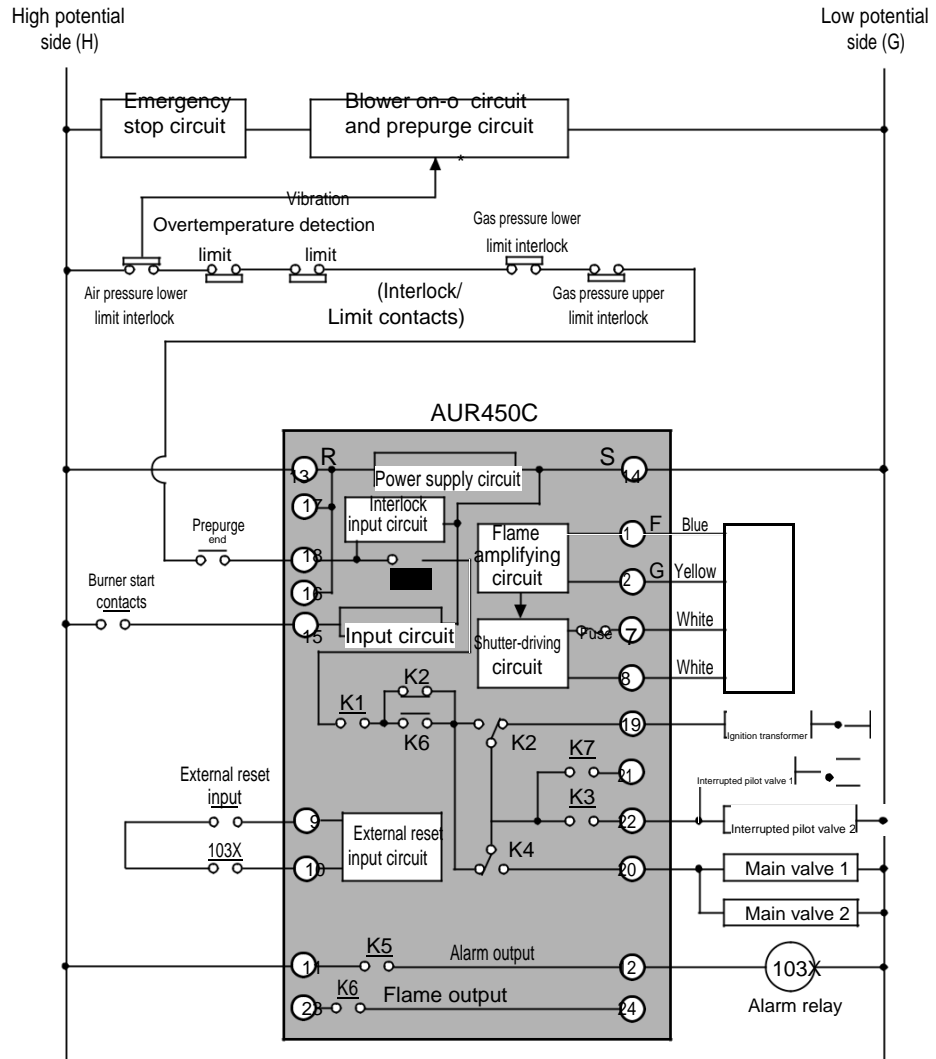 High potential
side (H)
Low potential
side (G)
Emergency
stop circuit
Blower on-o circuit
and prepurge circuit
*
Vibration
Overtemperature detection
limit
limit
Gas pressure lower
limit interlock
Air pressure lower
limit interlock
(Interlock/
Limit contacts)
Gas pressure upper
limit interlock
AUR450C
13
R
Power supply circuit
S
14
17
Interlock
input circuit
Flame
amplifying
circuit
1
F
Blue
Prepurge
end
18
2
G
Yellow
16
Burner start
contacts
15
Input circuit
Shutter-driving
circuit
Fuse
7
White
8
White
K2
K1
K6
K2
19
Ignition transformer
K7
21
Interrupted pilot valve 1
External reset
input
K3
22
Interrupted pilot valve 2
9
External reset
input circuit
103X
10
K4
20
Main valve 1
Main valve 2
11
K5
Alarm output
12
103X
Alarm relay
23
K6
Flame output
24